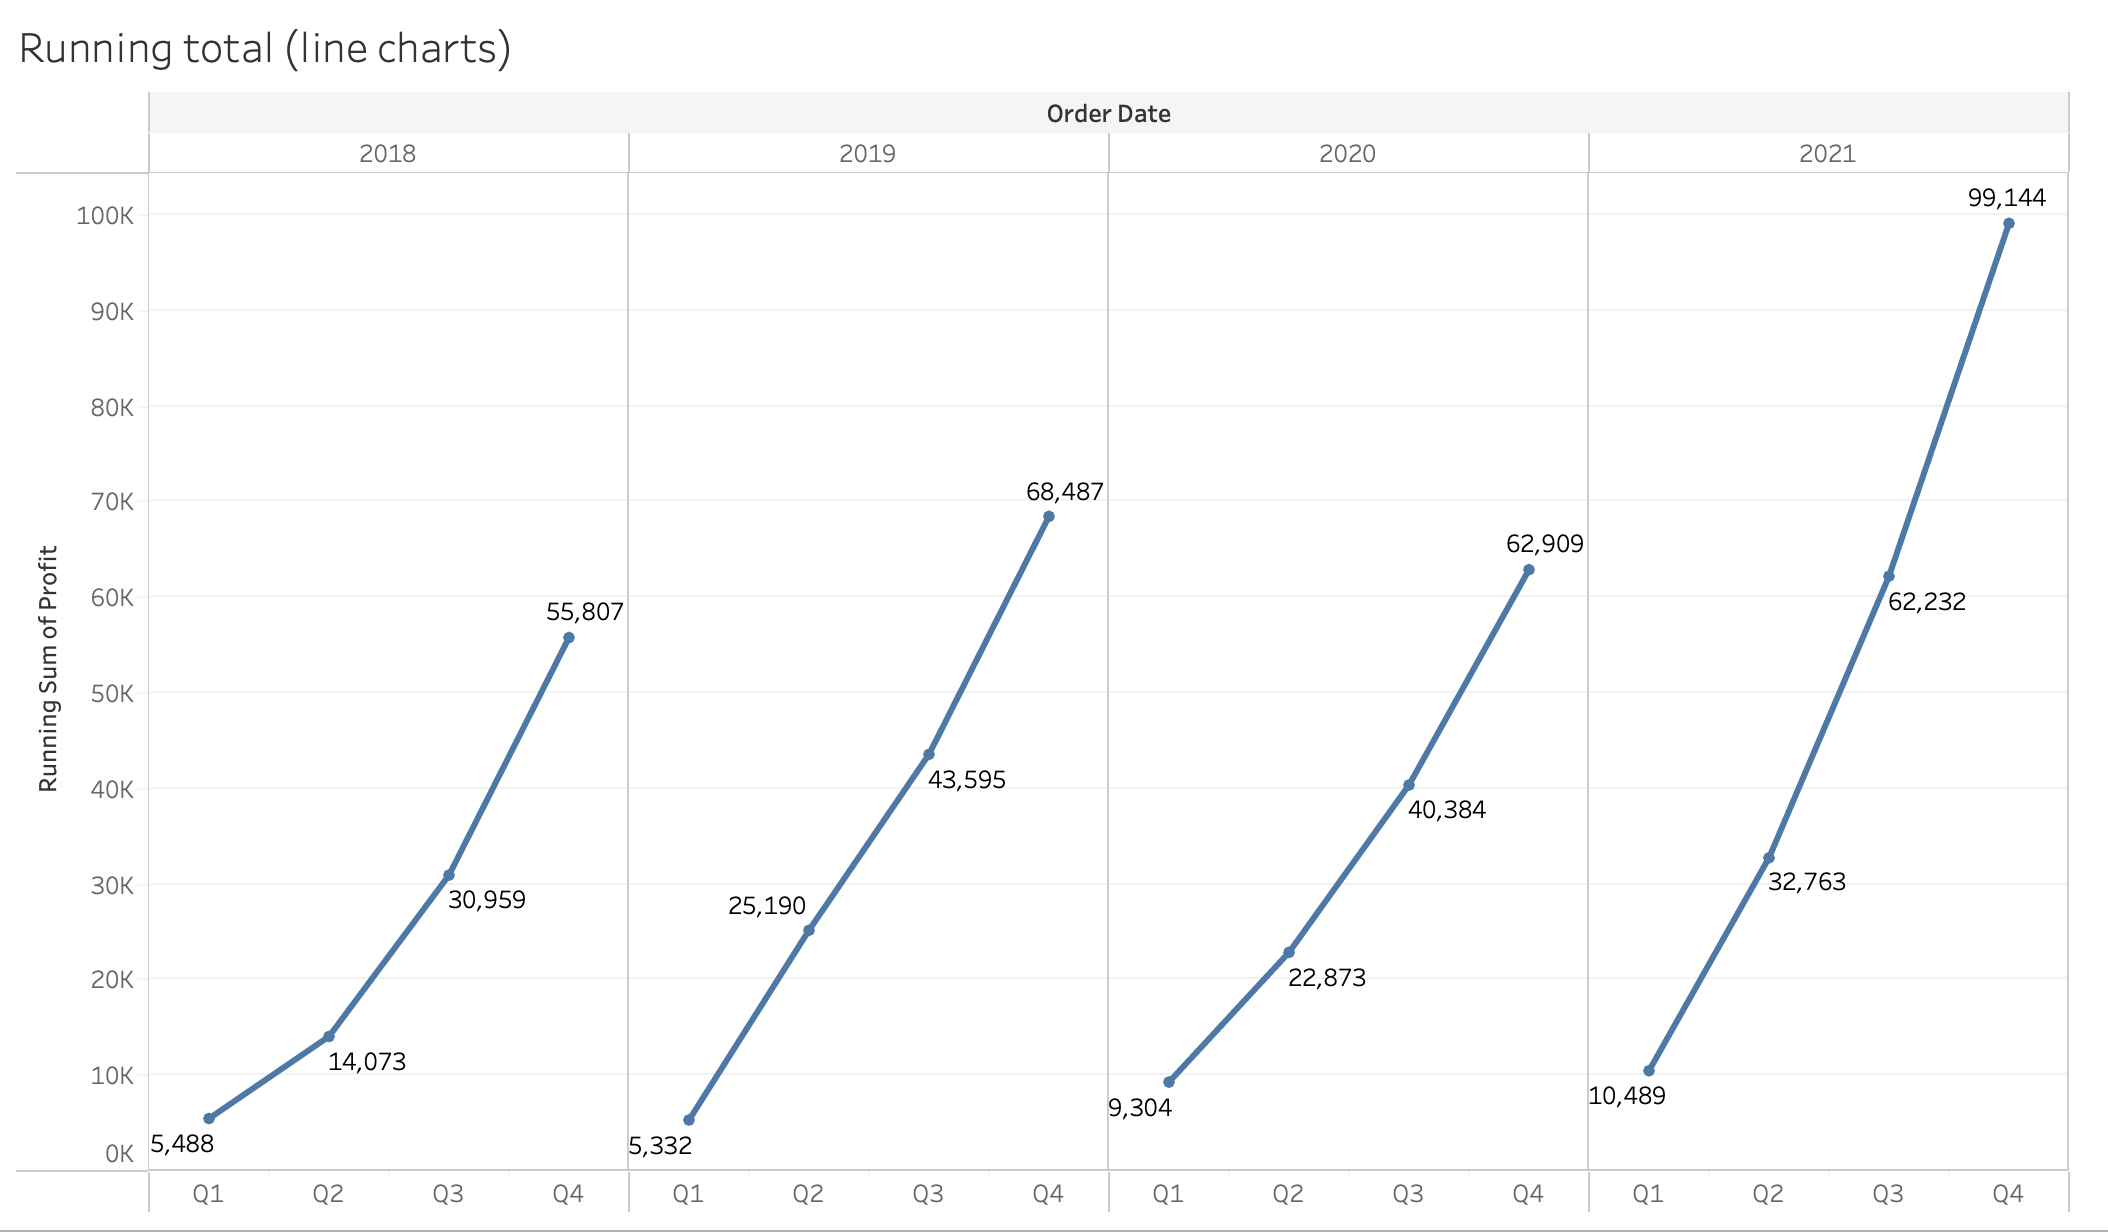 Running total (line charts)
Order Date
2018 2019 2020 2021
Running Sum of Profit
100K
90K
80K
70K
60K
50K
40K
30K
20K
10K
0K
5,488
14,073
30,959
55,807
5,332
25,190
43,595
68,487
9,304
22,873
40,384
62,909
10,489
32,763
62,232
99,144
Q1 Q2 Q3 Q4 Q1 Q2 Q3 Q4 Q1 Q2 Q3 Q4 Q1 Q2 Q3 Q4